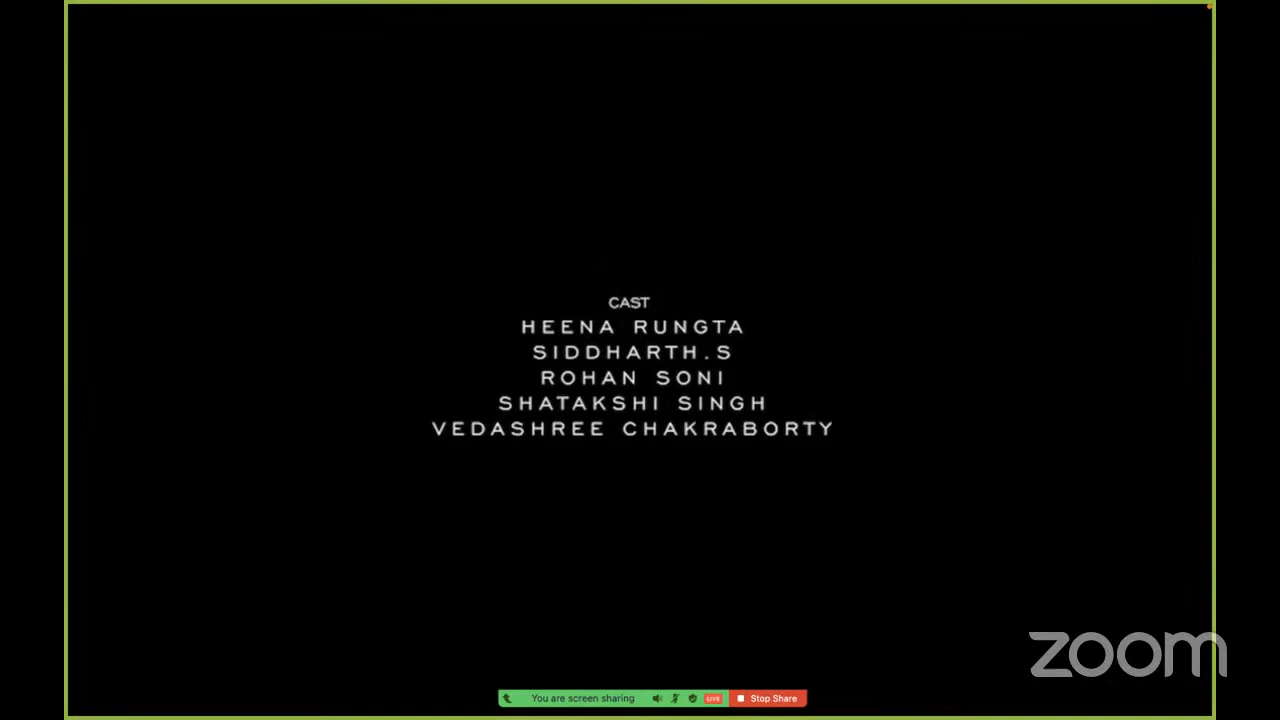 CAST
HEENA RUNGTA
SIDDHARTH.S
ROHAN SONI
SHATAKSHI SINGH
VEDASHREE CHAKRABORTY
zoom
You are screen sharing LIVE Stop Share